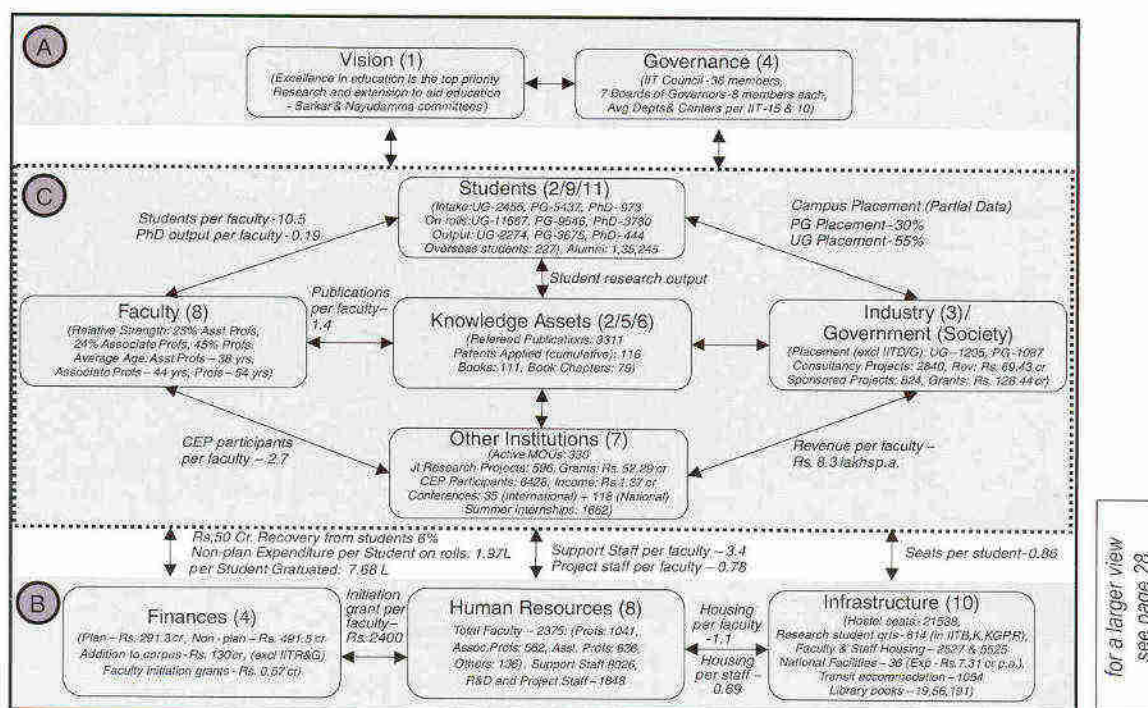 A
Vision (1)
(Excellence in education is the top priority
Research and extension to aid education
- Sarkar & Nayudamma committees)
Governance (4)
(IIT Council -36 members,
7 Boards of Governors -8 members each,
Avg Depts & Centers per IIT -15 & 10)
C
Students (2/9/11)
(Intake: UG-2456, PG-5437, PhD- 973
On rolls: UG-11667, PG-9546, PhD-3780
Output: UG-2274, PG-3675, PhD- 444
Overseas students: 227), Alumni: 1,35,245
Students per faculty -10.5
PhD output per faculty -0.19
Campus Placement (Partial Data)
PG Placement -30%
UG Placement -55%
Student research output
Publications
per faculty–
1.4
Faculty (8)
(Relative Strength: 25% Asst Profs,
24% Associate Profs, 45% Profs.
Average Age: Asst Profs – 38 yrs,
Associate Profs – 44 yrs, Profs – 54 yrs)
Knowledge Assets (2/5/6)
(Refereed Publications: 3311
Patents Applied (cumulative): 116
Books: 111, Book Chapters: 79)
Industry (3)/
Government (Society)
(Placement (excl IITD/G): UG –1205, PG-1087
Consultancy Projects: 2840, Rev: Rs. 69.43 cr
Sponsored Projects: 824, Grants: Rs. 128.44 cr)
CEP participants
per faculty – 2.7
Other Institutions (7)
(Active MOUs: 330
Jt Research Projects: 596, Grants: Rs. 52.29 cr
CEP Participants: 6428, Income: Rs 1.37 cr
Conferences: 35 (International) – 118 (National)
Summer internships: 1662)
Revenue per faculty –
Rs. 8.3 lakhsp.a.
Rs,50 Cr. Recovery from students 6%
Non-plan Expenditure per Student on rolls. 1.97L
per Student Gratuated: 7.68 L
Support Staff per faculty – 3.4
Project staff per faculty – 0.78
Seats per student-0.86
B
Finances (4)
(Plan – Rs. 291.3 cr, Non - plan – Rs. 491.5 cr
Addition to corpus - Rs. 130 cr, (excl IITR&G)
Faculty initiation grants - Rs. 0.57 cr)
Initiation
grant per
faculty–
Rs. 2400
Human Resources (8)
Total Faculty – 2375: (Profs: 1041,
Assoc.Profs: 562, Asst. Profs: 636,
Others: 136) Support Staff 8026,
R&D and Project Staff – 1848
Housing
per faculty
-1.1
Housing
per staff –
0.69
Infrastructure (10)
(Hostel seats- 21538,
Research student qrts - 614 (in IITB,K,KGP,R),
Faculty & Staff Housing – 2527 & 5525
National Facilities – 36 (Exp - Rs.7.31 cr p.a.),
Transit accommodation – 1054
Library books – 19,56,191)
for a larger view
see page 28